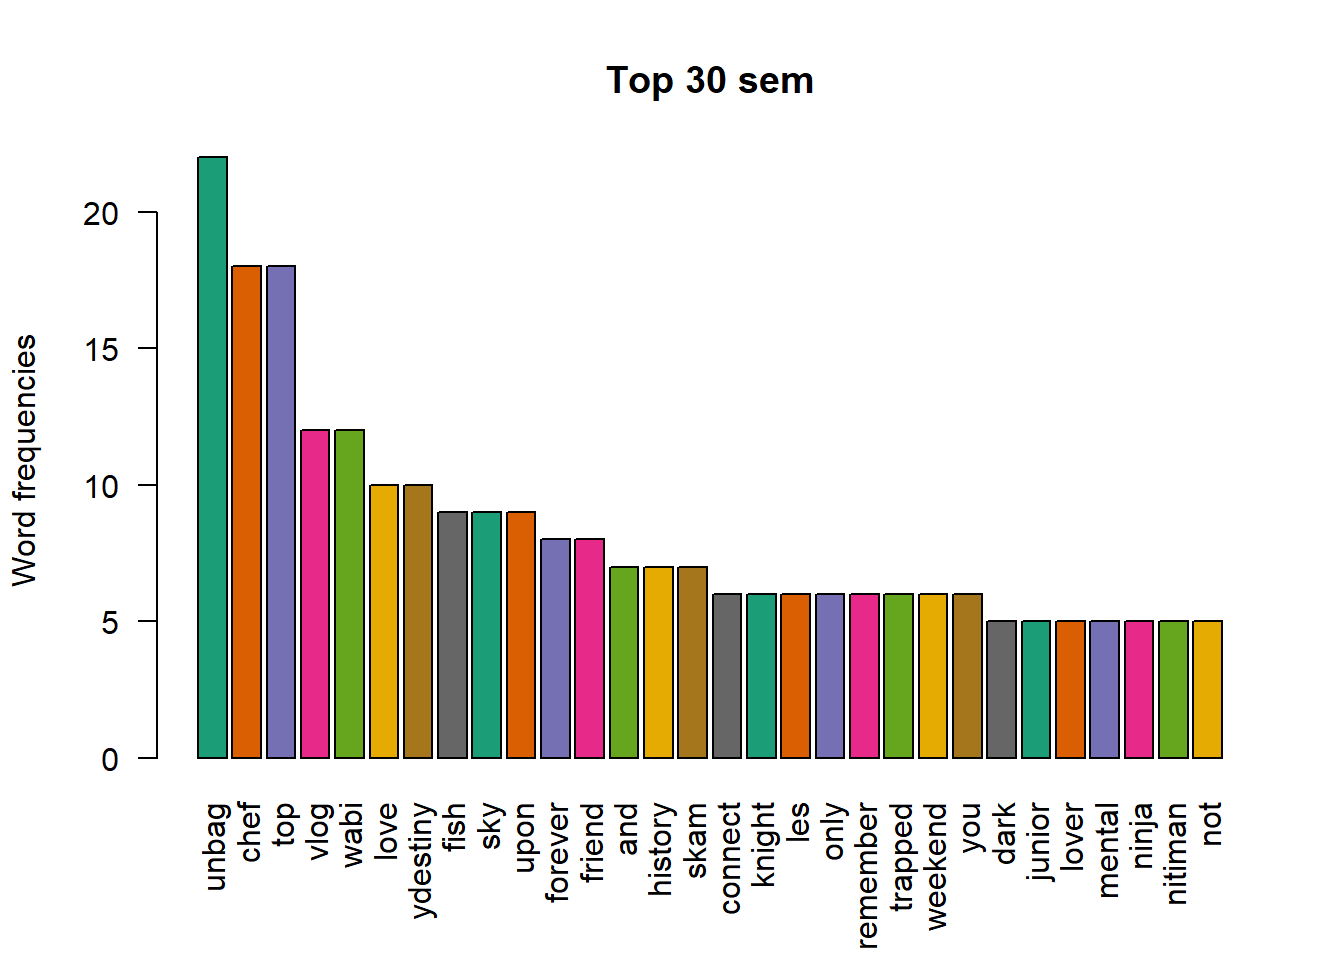 Top 30 sem
Word frequencies
20
15
10
5
0
unbag
chef
top
vlog
wabi
love
ydestiny
fish
sky
upon
forever
friend
and
history
skam
connect
knight
les
only
remember
trapped
weekend
you
dark
junior
lover
mental
ninja
nitiman
not